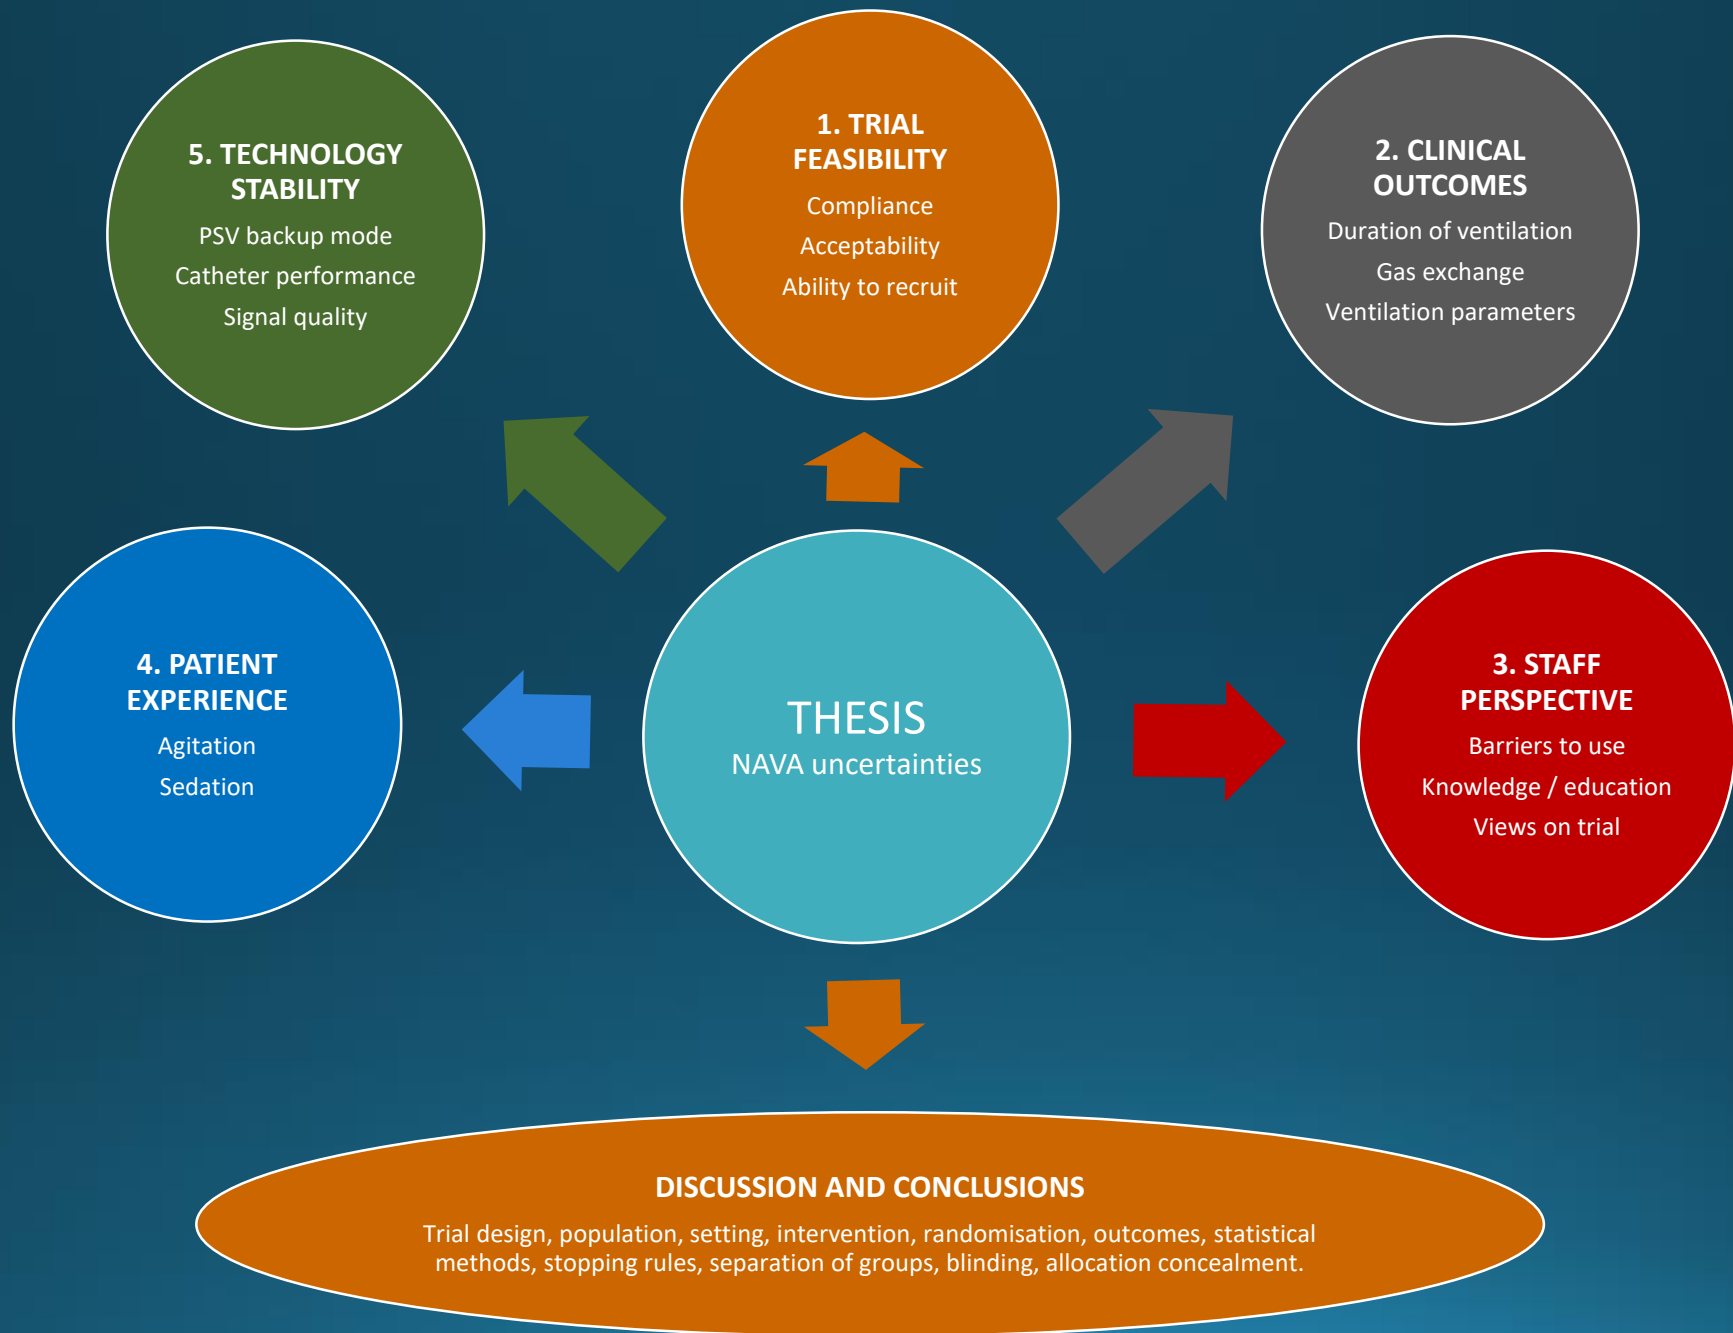 1. TRIAL
FEASIBILITY
Compliance
Acceptability
Ability to recruit
2. CLINICAL
OUTCOMES
Duration of ventilation
Gas exchange
Ventilation parameters
3. STAFF
PERSPECTIVE
Barriers to use
Knowledge / education
Views on trial
4. PATIENT
EXPERIENCE
Agitation
Sedation
5. TECHNOLOGY
STABILITY
PSV backup mode
Catheter performance
Signal quality
THESIS
NAVA uncertainties
DISCUSSION AND CONCLUSIONS
Trial design, population, setting, intervention, randomisation, outcomes, statistical
methods, stopping rules, separation of groups, blinding, allocation concealment.